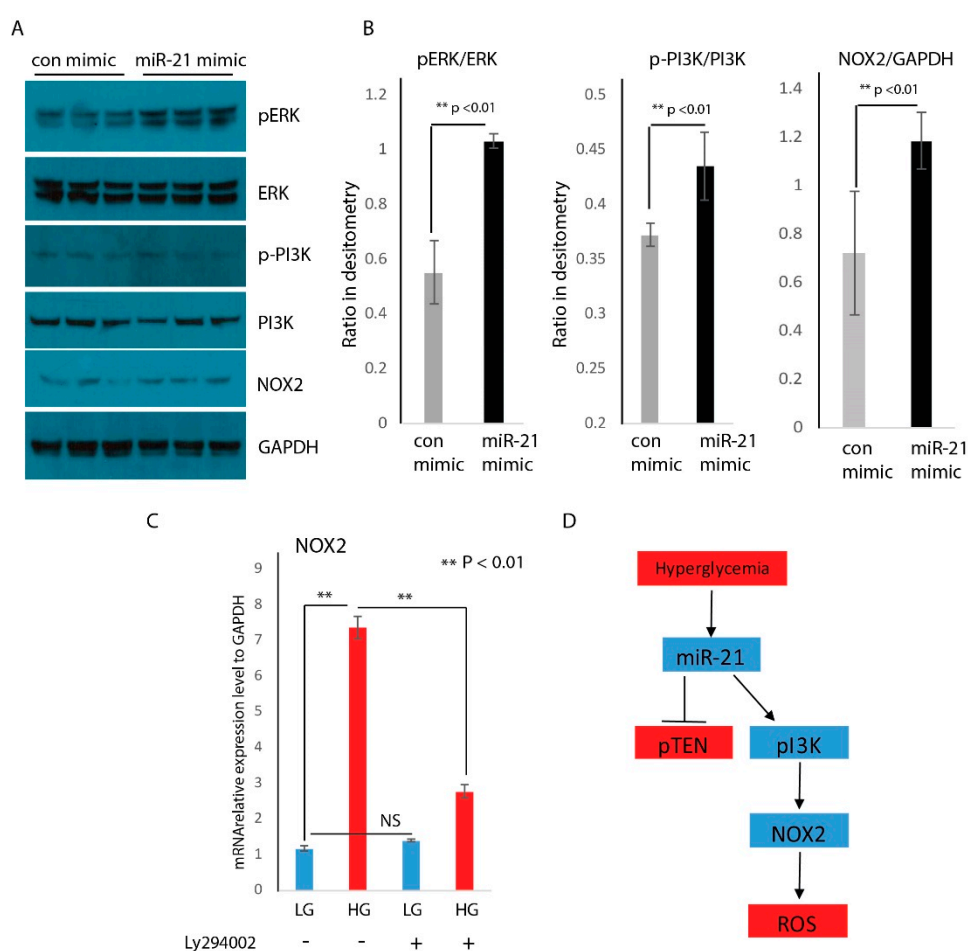 A
con mimic miR-21 mimic
pERK
ERK
p-PI3K
PI3K
NOX2
GAPDH
B
pERK/ERK
** p <0.01
Ratio in desitometry
1.2
1
0.8
0.6
0.4
0.2
0
con
mimic
miR-21
mimic
p-PI3K/PI3K
** p <0.01
Ratio in desitometry
0.5
0.45
0.4
0.35
0.3
0.25
0.2
con
mimic
miR-21
mimic
NOX2/GAPDH
** p <0.01
1.4
1.2
1
0.8
0.6
0.4
0.2
0
con
mimic
miR-21
mimic
C
NOX2
** P < 0.01
mRNArelative expression level to GAPDH
9
8
7
6
5
4
3
2
1
0
**
**
NS
LG HG LG HG
Ly294002 - - + +
D
Hyperglycemia
miR-21
pTEN
pI3K
NOX2
ROS